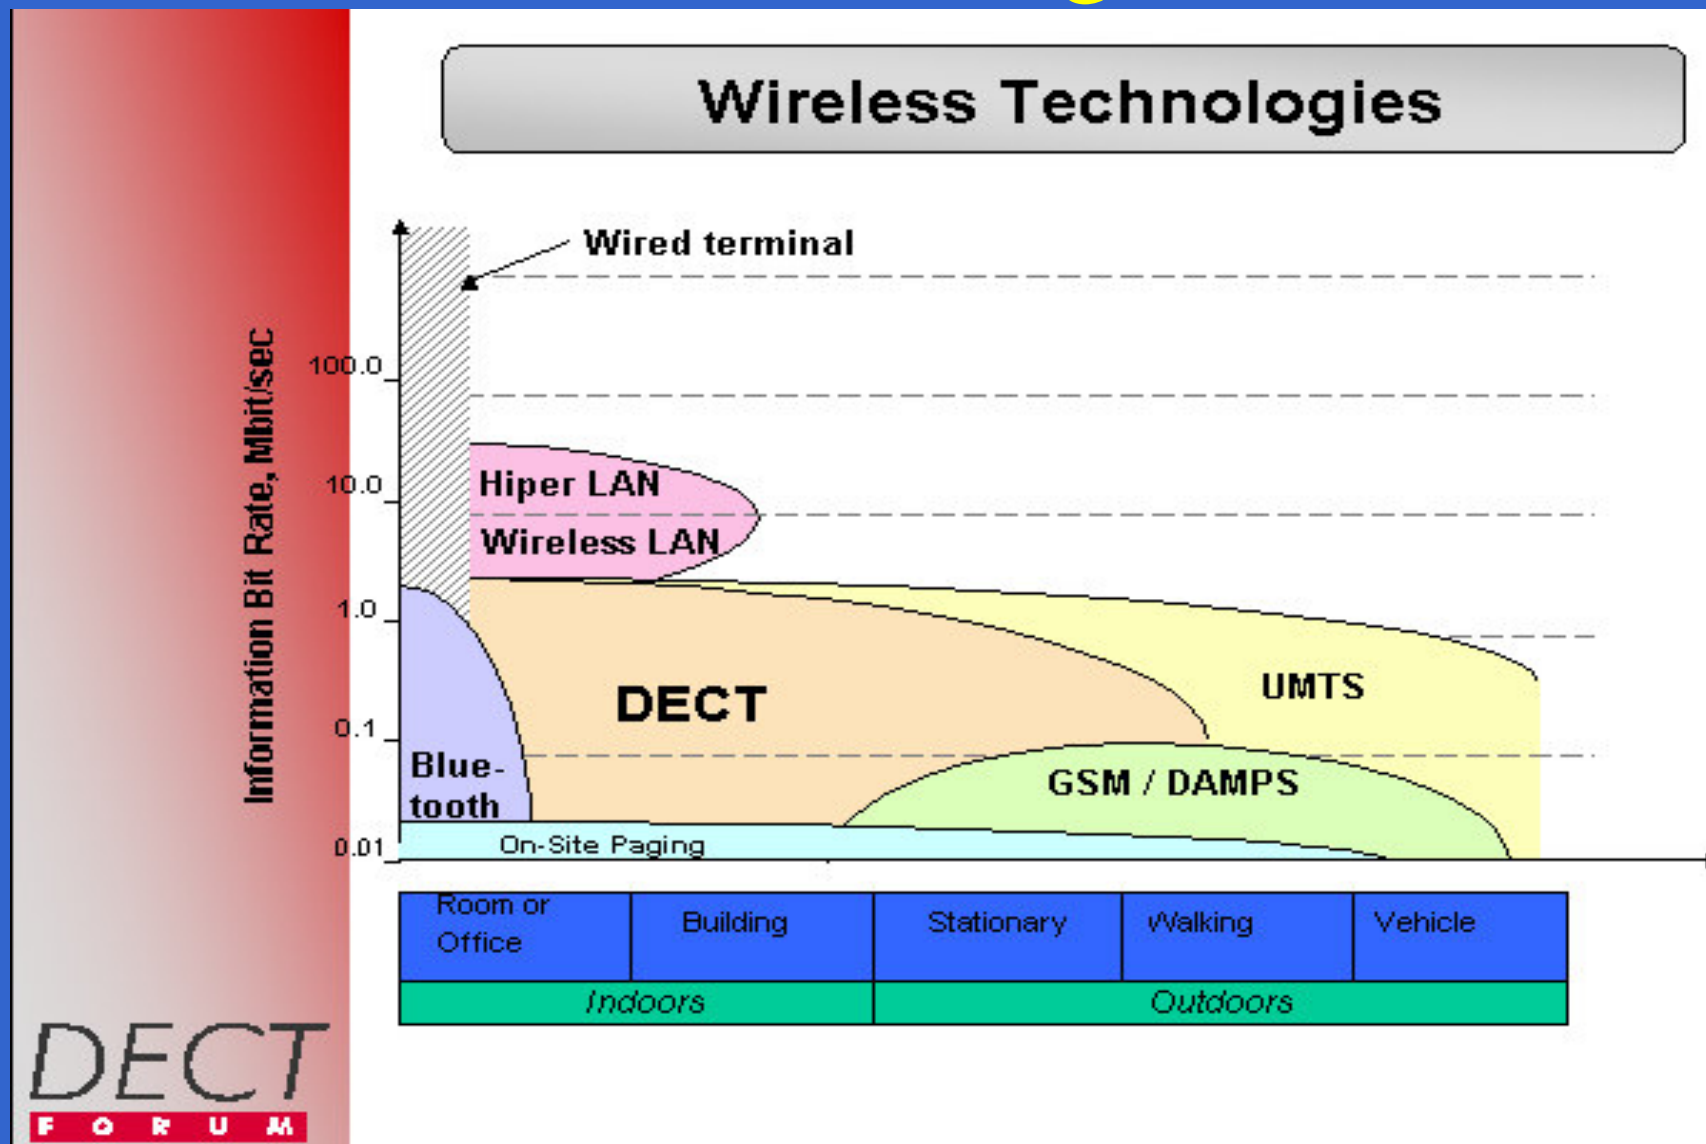 Wireless Technologies
Wired terminal
Information Bit Rate, Mbit/sec
100.0
10.0
1.0
0.1
0.01
Hiper LAN
Wireless LAN
DECT
UMTS
Blue-
tooth
GSM / DAMPS
On-Site Paging
Room or
Office
Building
Stationary
Walking
Vehicle
Indoors
Outdoors
DECT
FORUM